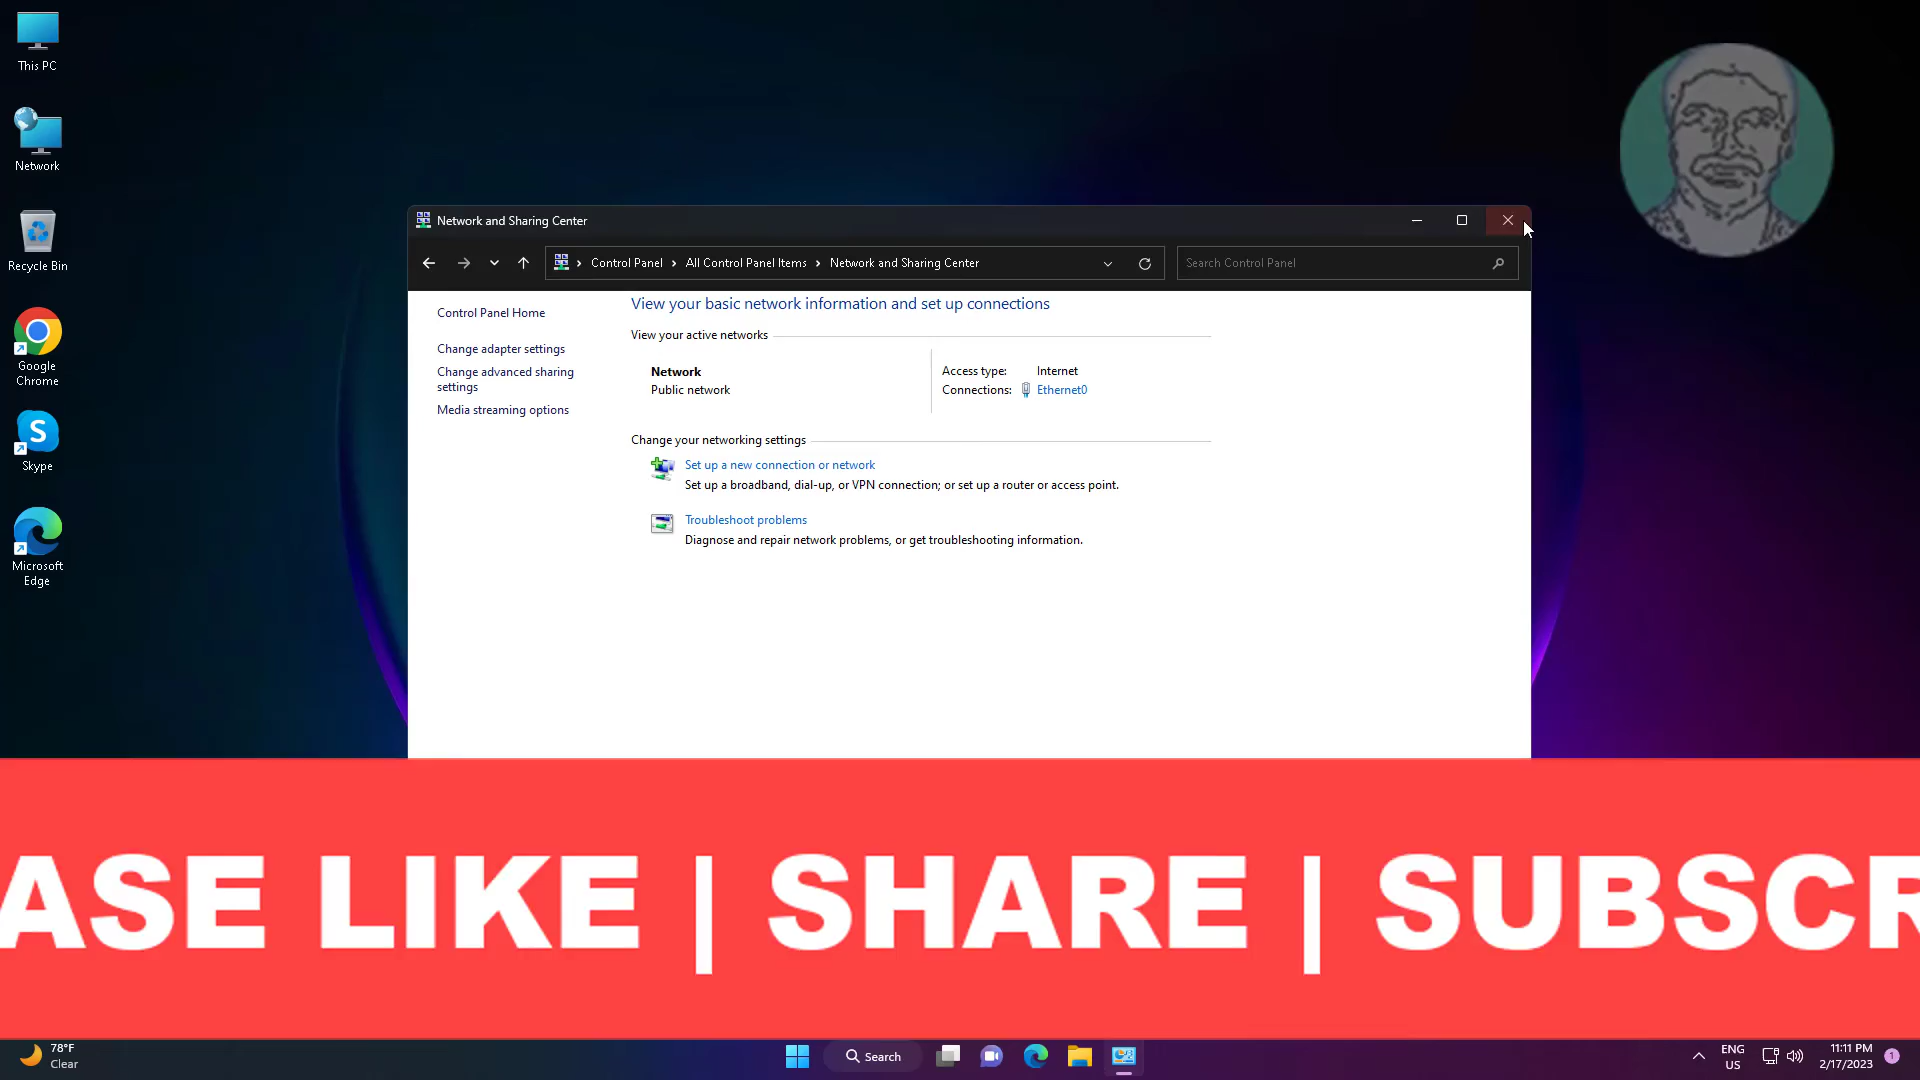 This PC
Network
Recycle Bin
Google
Chrome
Skype
Microsoft
Edge
Network and Sharing Center
Control Panel
All Control Panel Items
Network and Sharing Center
Search Control Panel
Control Panel Home
Change adapter settings
Change advanced sharing
settings
Media streaming options
View your basic network information and set up connections
View your active networks
Network
Public network
Access type: Internet
Connections: Ethernet0
Change your networking settings
Set up a new connection or network
Set up a broadband, dial-up, or VPN connection; or set up a router or access point.
Troubleshoot problems
Diagnose and repair network problems, or get troubleshooting information.
ASE LIKE | SHARE | SUBSCR
78°F
Clear
Search
ENG
US
11:11 PM
2/17/2023
1